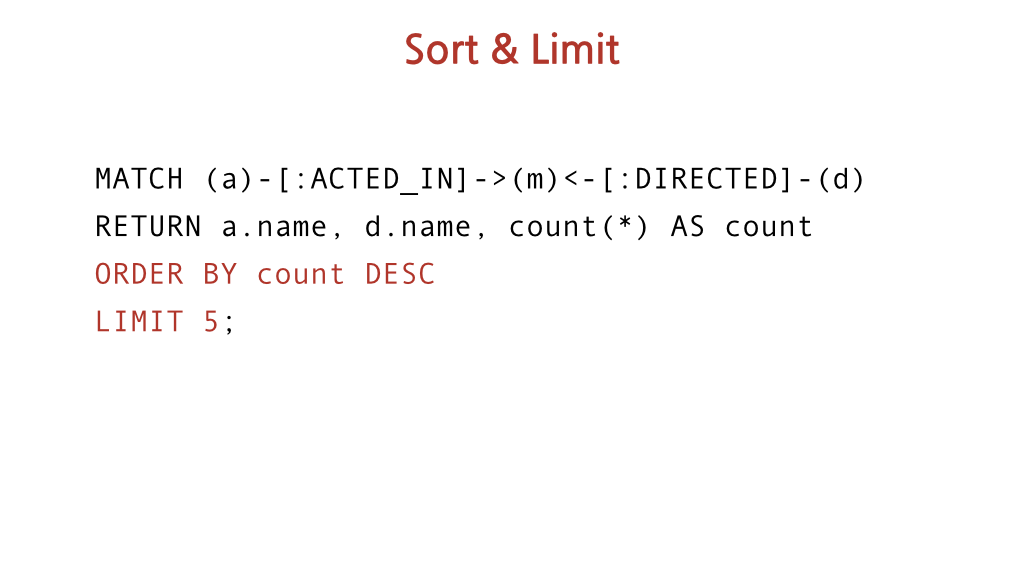 Sort & Limit
MATCH (a)-[:ACTED_IN]->(m)<-[:DIRECTED]-(d)
RETURN a.name, d.name, count(*) AS count
ORDER BY count DESC
LIMIT 5;